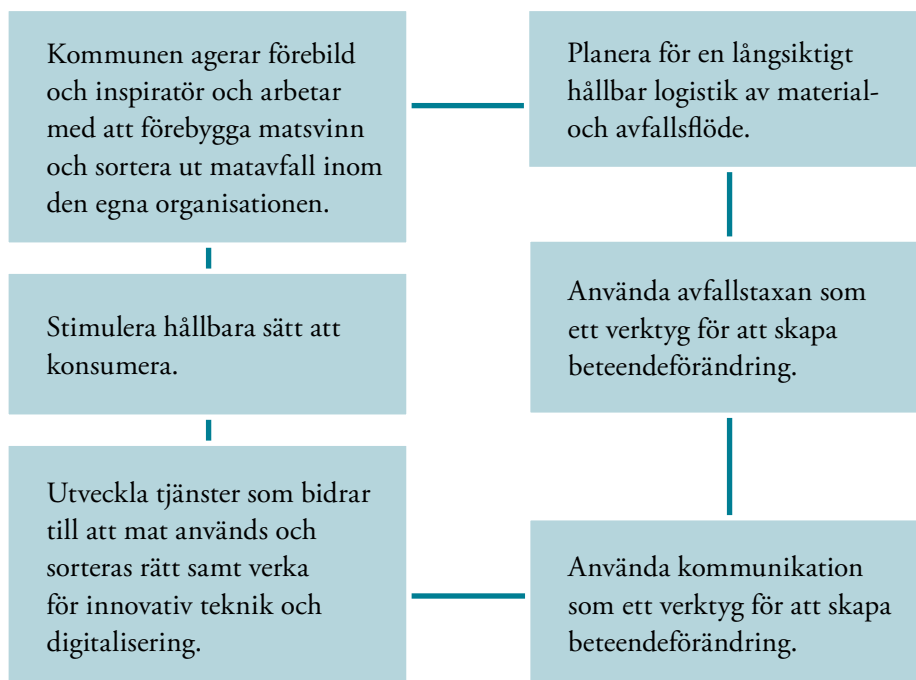 Kommunen agerar förebild
och inspiratör och arbetar
med att förebygga matsvinn
och sortera ut matavfall inom
den egna organisationen.
Planera för en långsiktigt
hållbar logistik av material-
och avfallsflöde.
Stimulera hållbara sätt att
konsumera.
Använda avfallstaxan som
ett verktyg för att skapa
beteendeförändring.
Utveckla tjänster som bidrar
till att mat används och
sorteras rätt samt verka
för innovativ teknik och
digitalisering.
Använda kommunikation
som ett verktyg för att skapa
beteendeförändring.